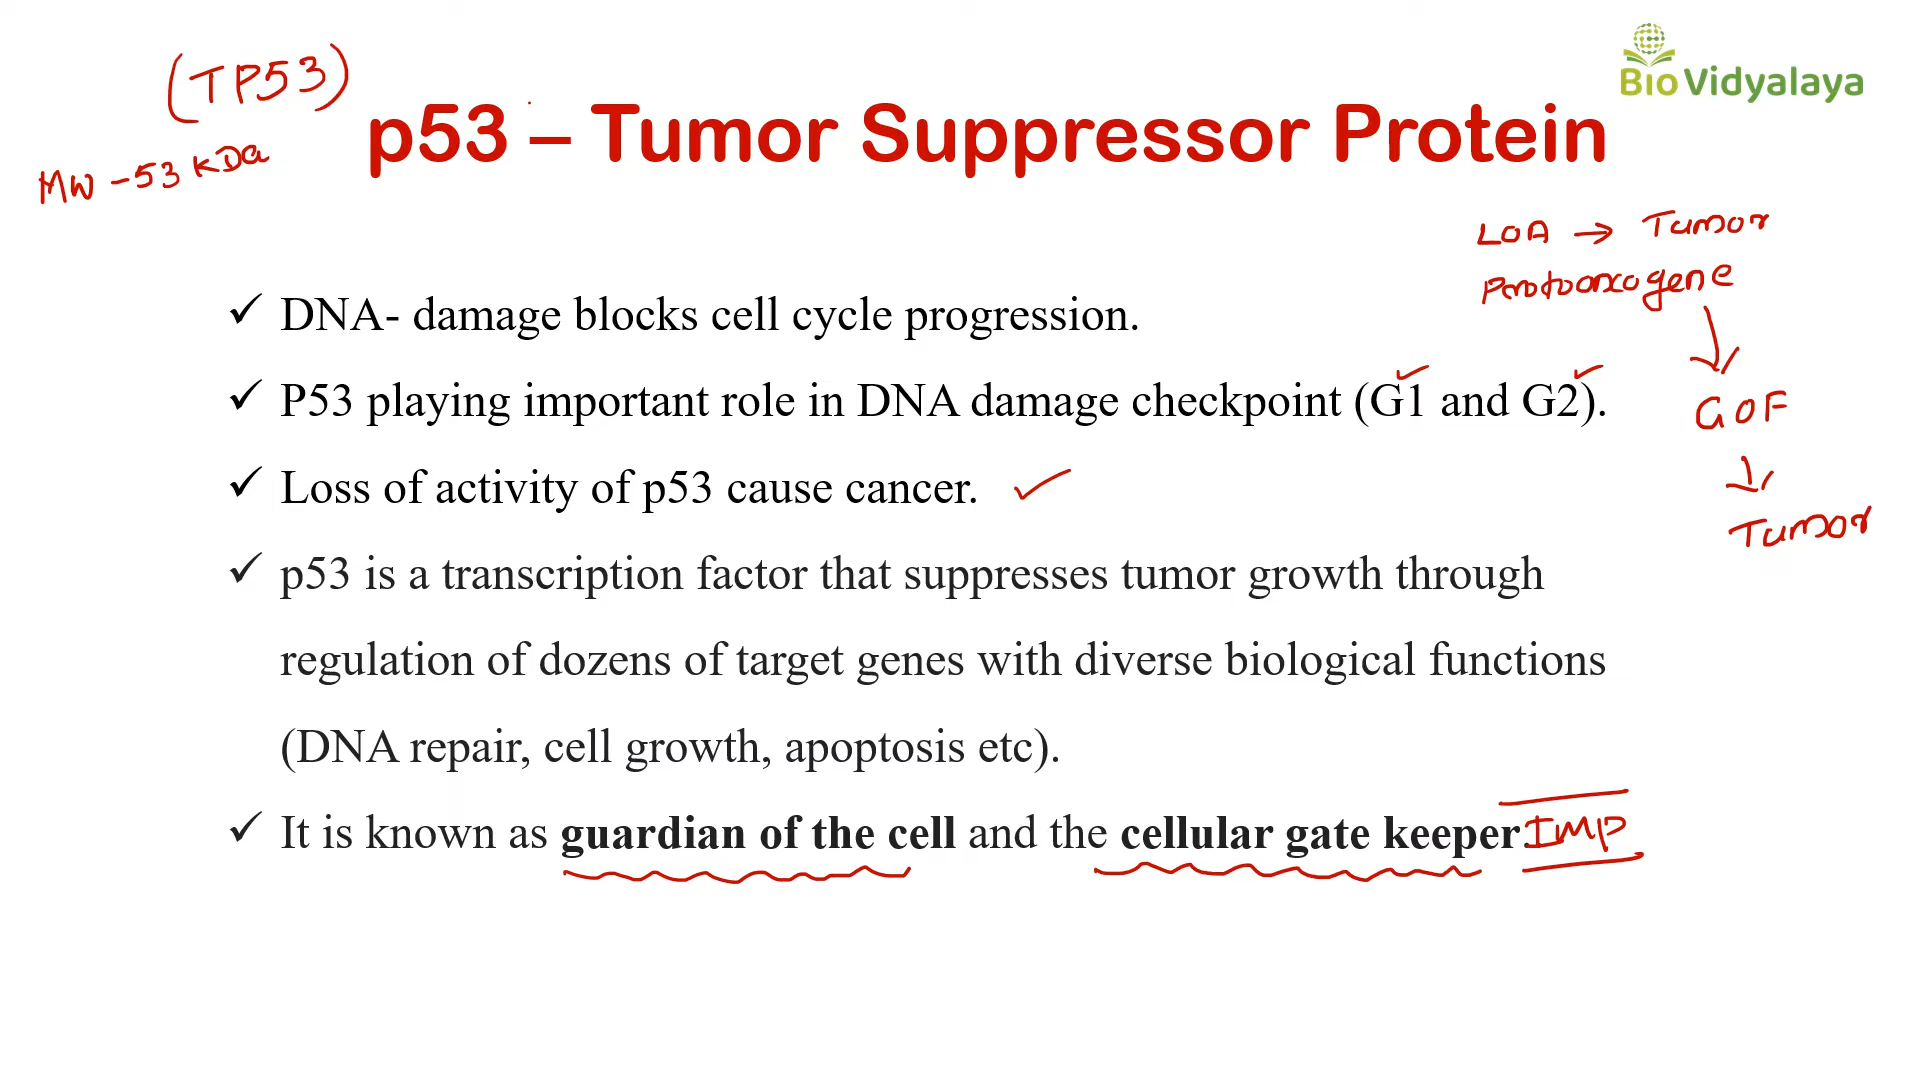 Bio Vidyalaya
(TP53)
p53 – Tumor Suppressor Protein
MW - 53 KDa
LOA → Tumor
Protooncogene
↓
GOF
↓
Tumor
✓ DNA- damage blocks cell cycle progression.
✓ P53 playing important role in DNA damage checkpoint (G1 and G2).
✓ Loss of activity of p53 cause cancer. ✓
✓ p53 is a transcription factor that suppresses tumor growth through
regulation of dozens of target genes with diverse biological functions
(DNA repair, cell growth, apoptosis etc).
✓ It is known as guardian of the cell and the cellular gate keeper. IMP